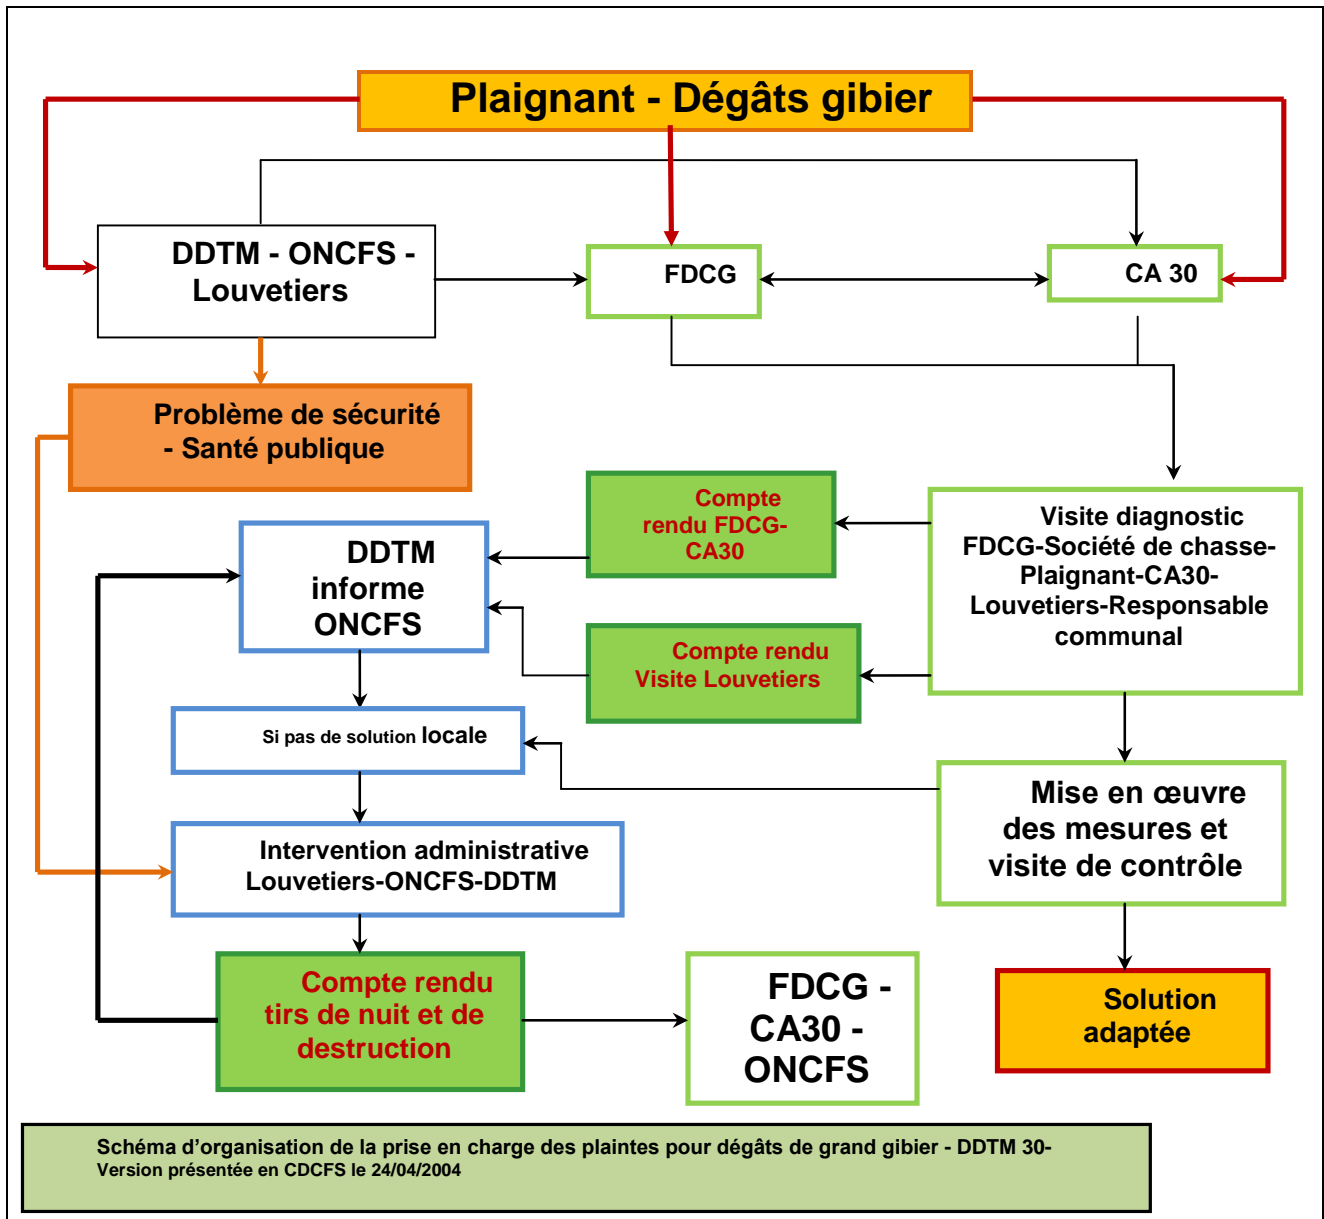 Plaignant - Dégâts gibier
DDTM - ONCFS -
Louvetiers
FDCG
CA 30
Problème de sécurité
- Santé publique
Compte
rendu FDCG-
CA30
Visite diagnostic
FDCG-Société de chasse-
Plaignant-CA30-
Louvetiers-Responsable
communal
DDTM
informe
ONCFS
Compte rendu
Visite Louvetiers
Si pas de solution locale
Mise en œuvre
des mesures et
visite de contrôle
Intervention administrative
Louvetiers-ONCFS-DDTM
Compte rendu
tirs de nuit et de
destruction
FDCG -
CA30 -
ONCFS
Solution
adaptée
Schéma d’organisation de la prise en charge des plaintes pour dégâts de grand gibier - DDTM 30-
Version présentée en CDCFS le 24/04/2004